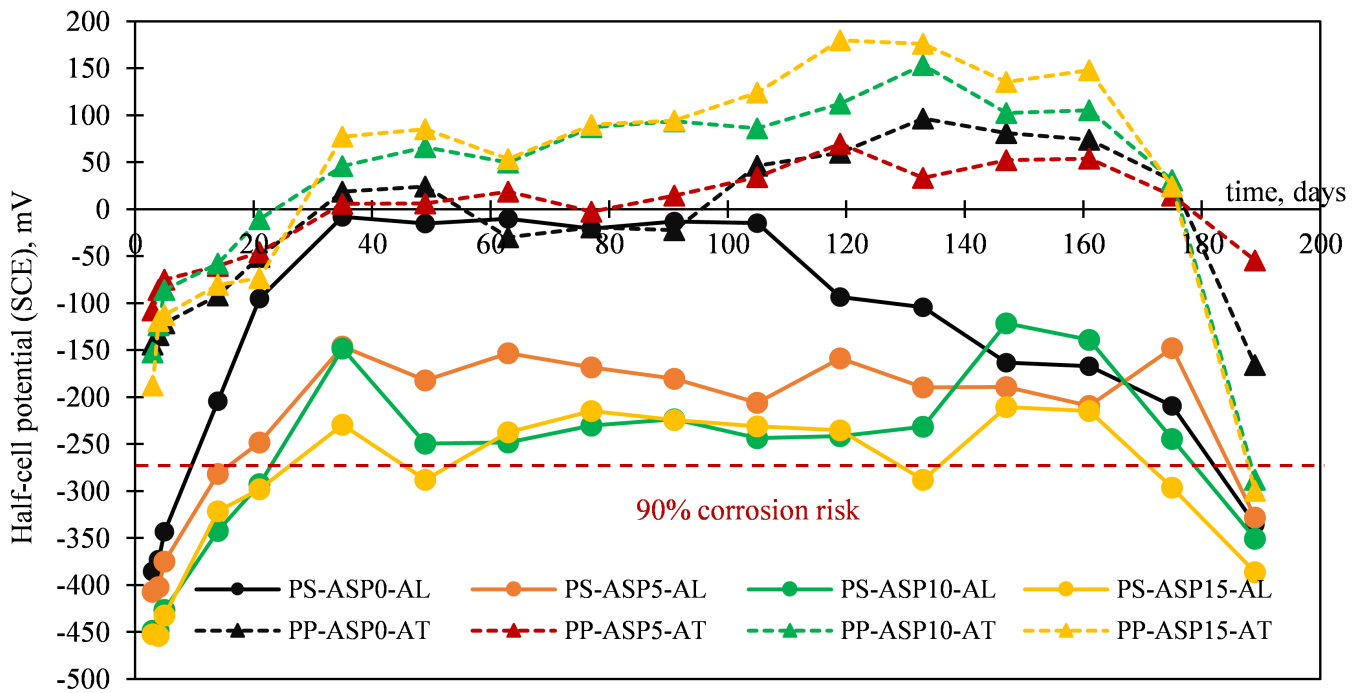 200
150
100
50
0
-50
-100
-150
-200
-250
-300
-350
-400
-450
-500
Half-cell potential (SCE), mV
time, days
0 20 40 60 80 100 120 140 160 180 200
90% corrosion risk
PS-ASP0-AL PS-ASP5-AL PS-ASP10-AL PS-ASP15-AL
PP-ASP0-AT PP-ASP5-AT PP-ASP10-AT PP-ASP15-AT